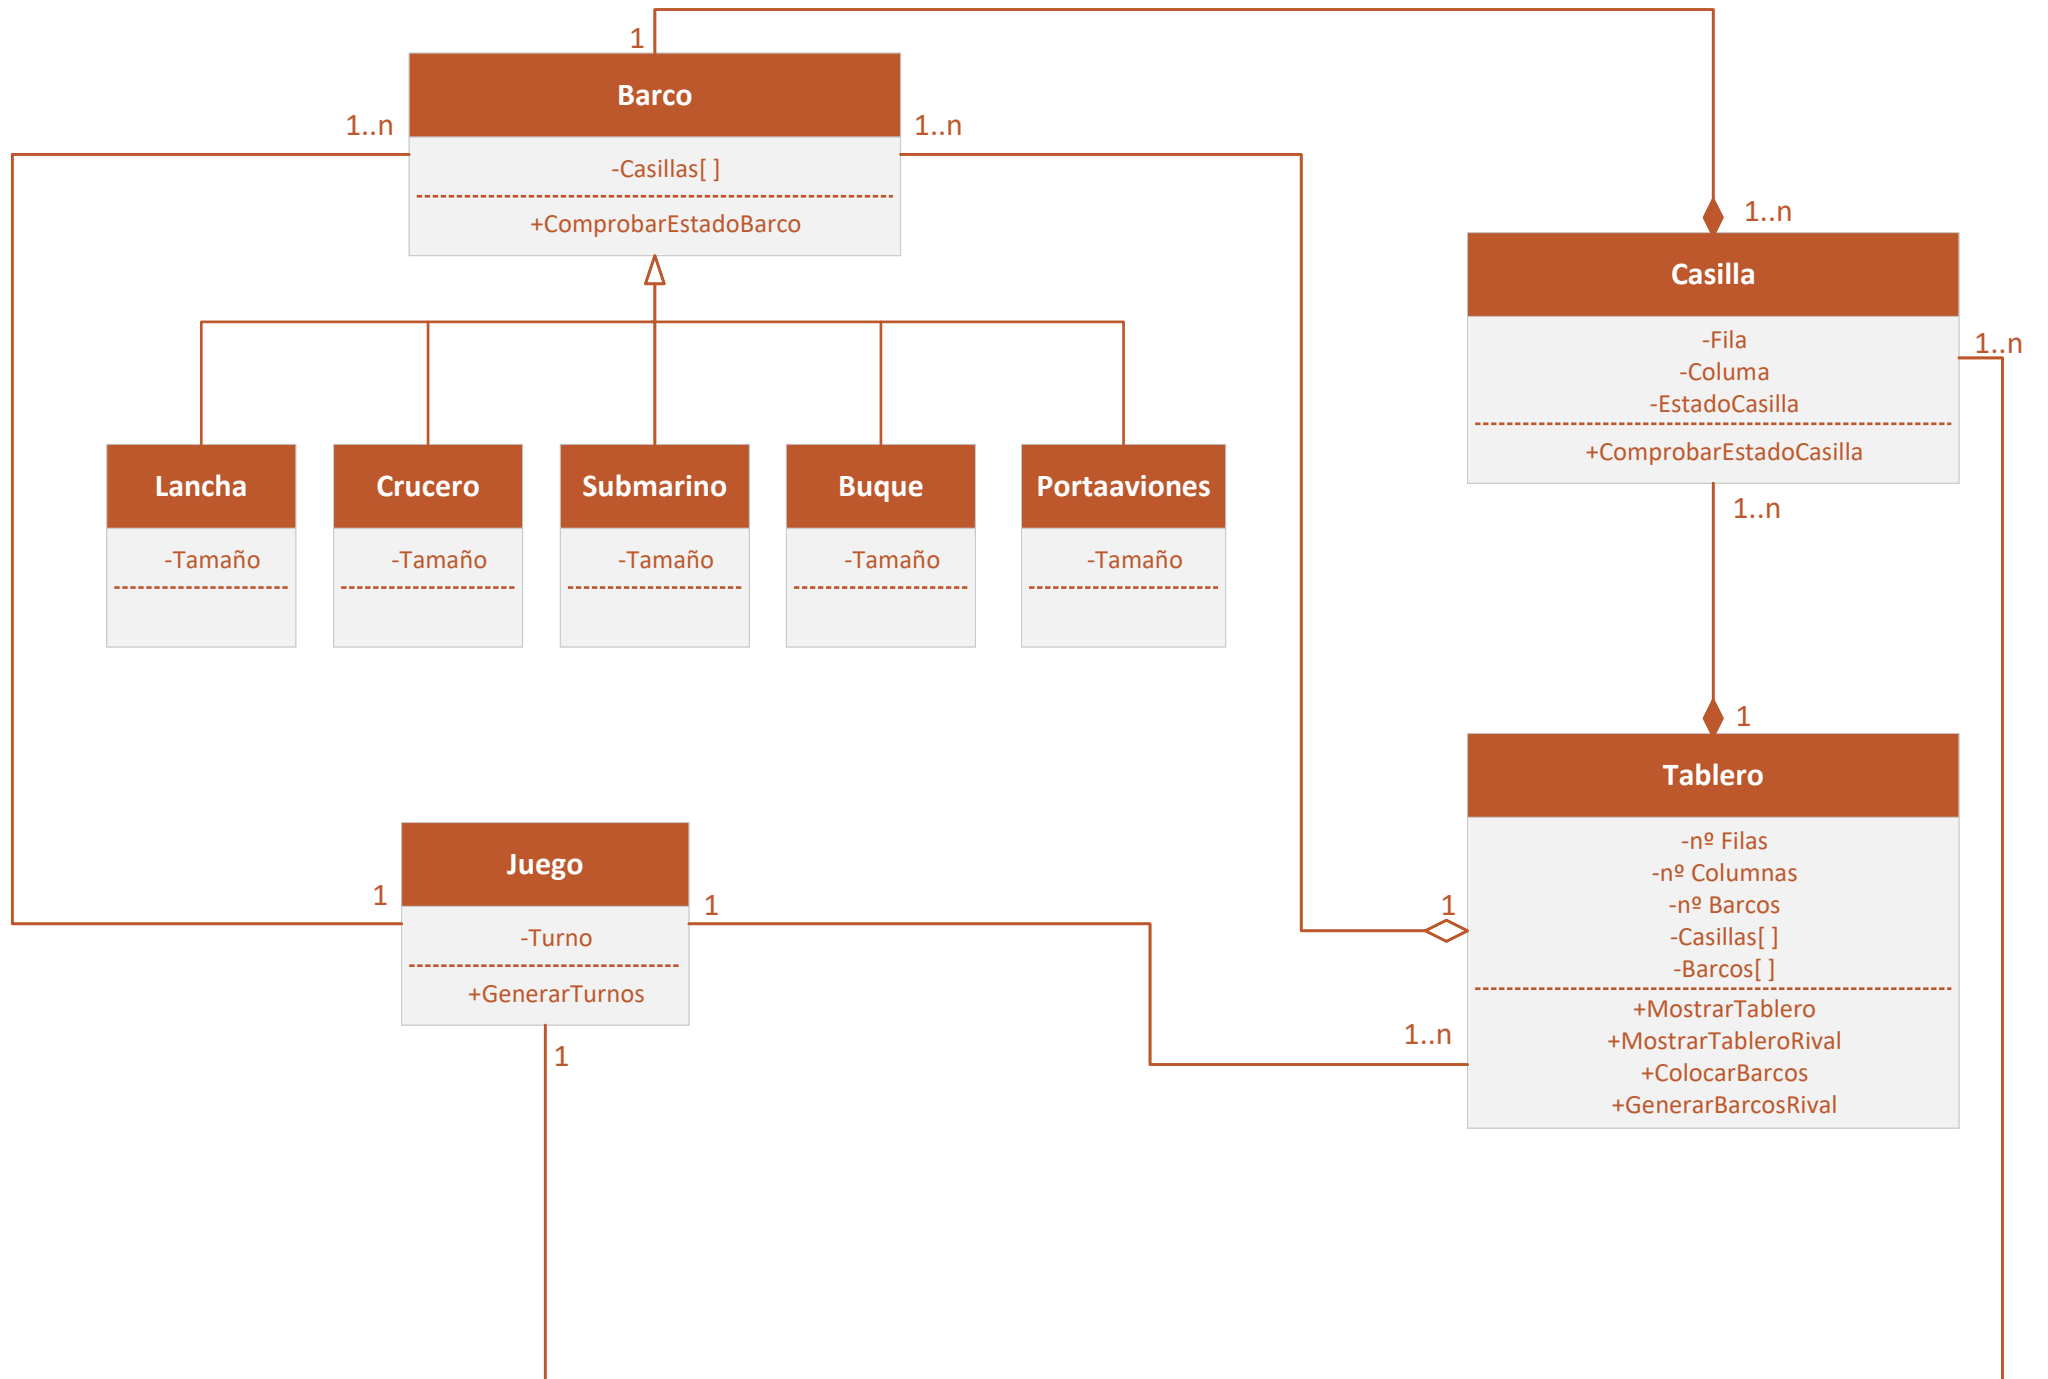 1
Barco
1..n
1..n
-Casillas[ ]
+ComprobarEstadoBarco
1..n
Casilla
-Fila
-Columa
-EstadoCasilla
+ComprobarEstadoCasilla
1..n
1..n
Lancha
-Tamaño
Crucero
-Tamaño
Submarino
-Tamaño
Buque
-Tamaño
Portaaviones
-Tamaño
1
Tablero
-nº Filas
-nº Columnas
-nº Barcos
-Casillas[ ]
-Barcos[ ]
+MostrarTablero
+MostrarTableroRival
+ColocarBarcos
+GenerarBarcosRival
1
1..n
Juego
-Turno
+GenerarTurnos
1
1
1